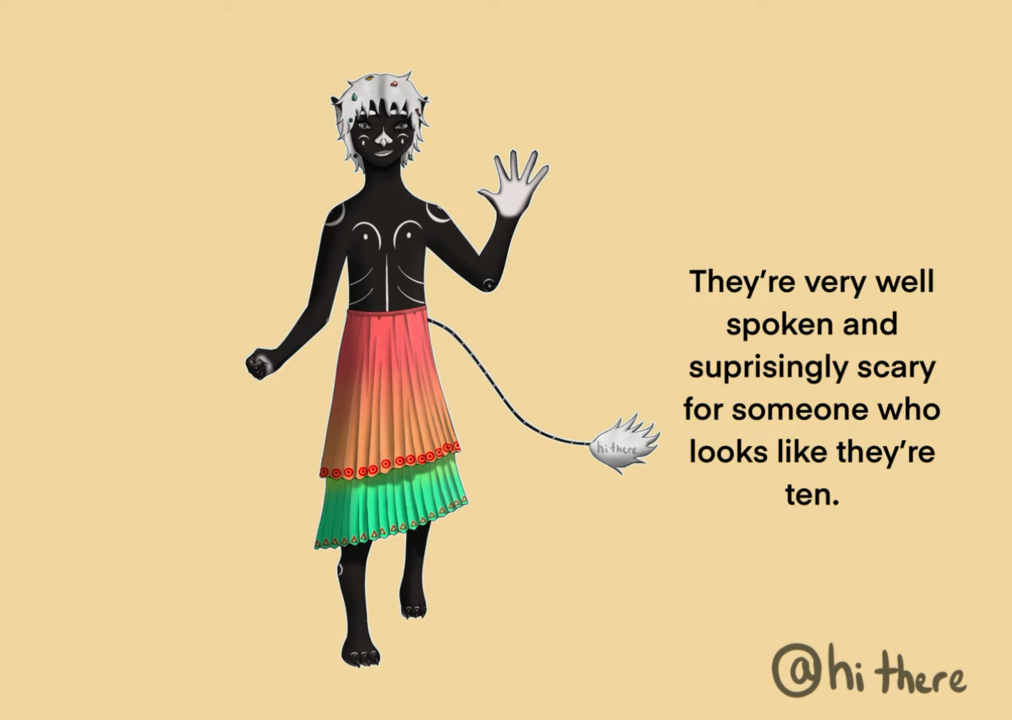 They're very well
spoken and
suprisingly scary
for someone who
looks like they're
ten.
hi there
@hi there